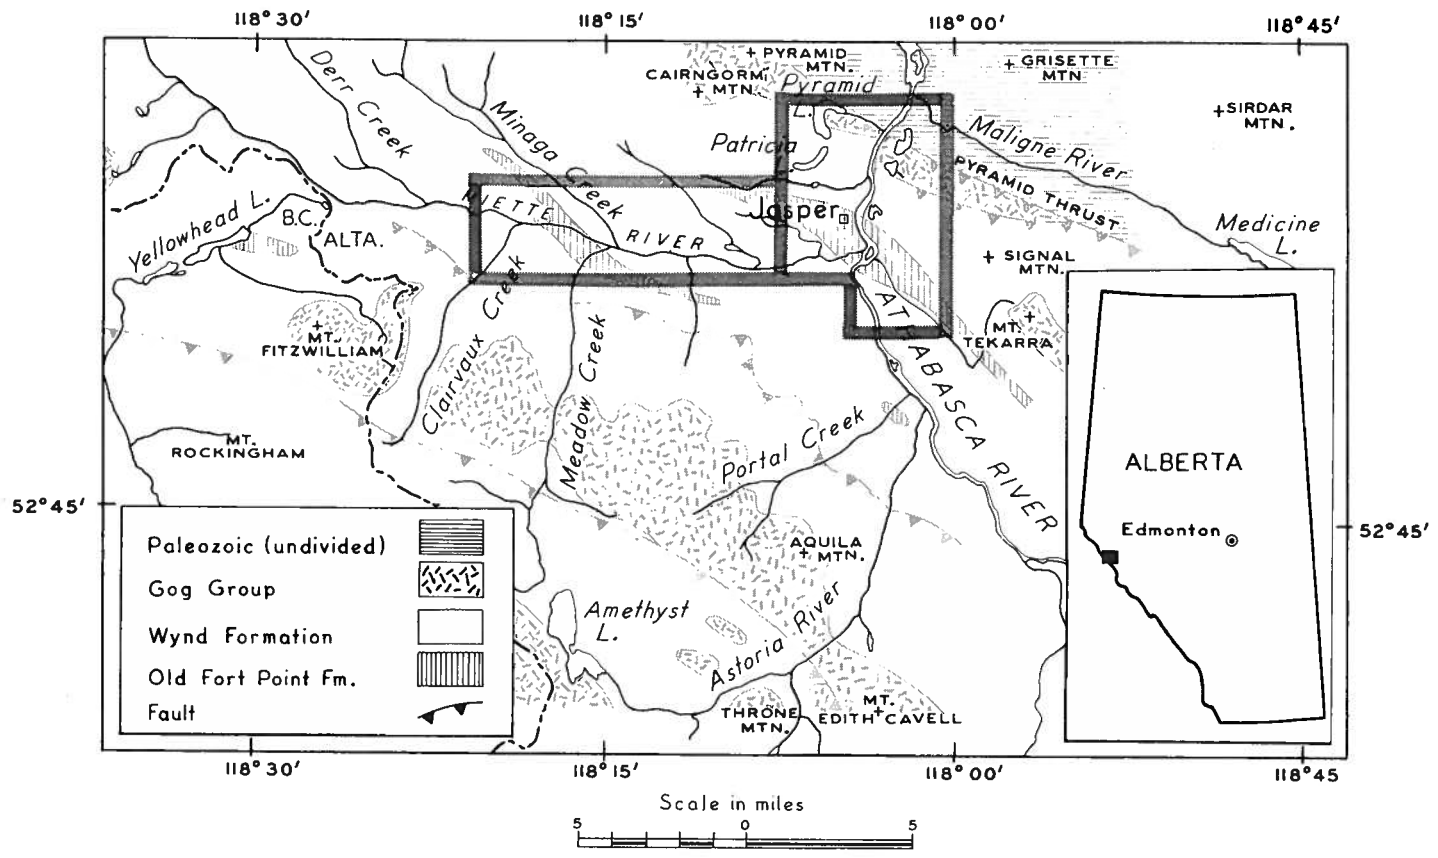 118° 30′
118° 15′
118° 00′
118° 45′
+ PYRAMID
MTN.
+ GRISETTE
MTN
CAIRNGORM
+ MTN.
Pyramid
L.
+SIRDAR
MTN.
Derr Creek
Minaga Creek
Patricia
Maligne River
PYRAMID THRUST
Yellowhead L.
B.C.
ALTA.
MIETTE RIVER
Jasper
Medicine
L.
+ SIGNAL
MTN.
MT.
FITZWILLIAM
Clairvaux Creek
Meadow Creek
ATHABASCA RIVER
MT. +
TEKARRA
MT.
ROCKINGHAM
Portal Creek
ALBERTA
Edmonton
52°45′
52°45′
AQUILA
+ MTN.
Paleozoic (undivided)
Gog Group
Wynd Formation
Old Fort Point Fm.
Fault
Amethyst
L.
Astoria River
THRONE
MTN.
MT.
EDITH+CAVELL
118° 30′
118° 15′
118° 00′
118° 45′
Scale in miles
5 0 5